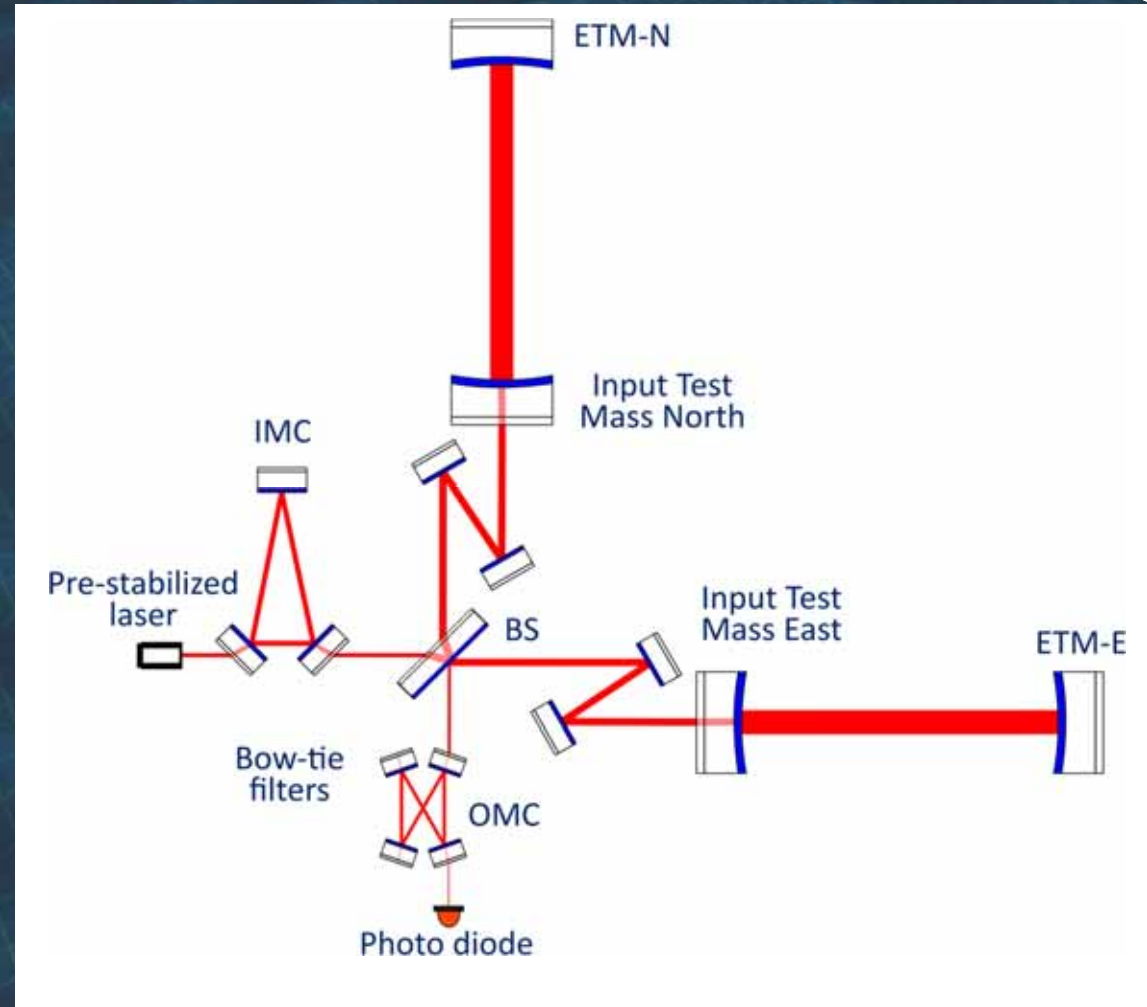 ETM-N
Input Test
Mass North
IMC
Pre-stabilized
laser
BS
Input Test
Mass East
ETM-E
Bow-tie
filters
OMC
Photo diode